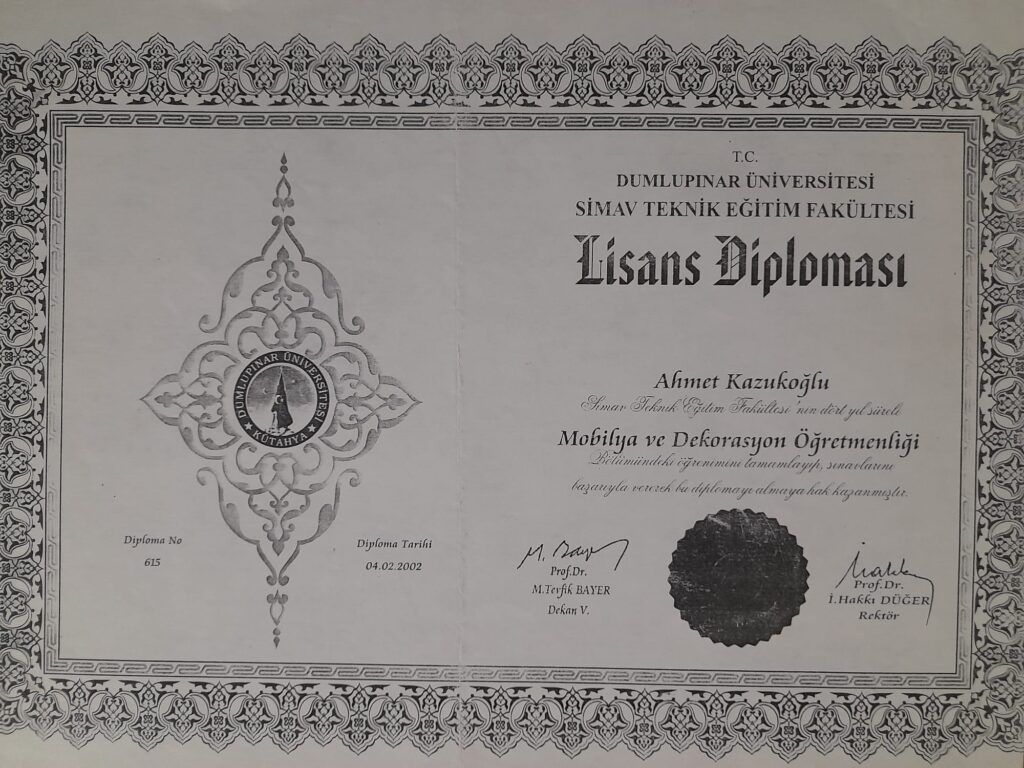 T.C.
DUMLUPINAR ÜNİVERSİTESİ
SİMAV TEKNİK EĞİTİM FAKÜLTESİ
Lisans Diploması
Ahmet Kazukoğlu
Simav Teknik Eğitim Fakültesi'nin dört yıl süreli
Mobilya ve Dekorasyon Öğretmenliği
Bölümündeki öğrenimini tamamlayıp, sınavlarını
başarıyla vererek bu diplomayı almaya hak kazanmıştır.
DUMLUPINAR ÜNİVERSİTESİ
KÜTAHYA
Diploma No
615
Diploma Tarihi
04.02.2002
M. Bayer
Prof.Dr.
M.Tevfik BAYER
Dekan V.
Prof.Dr.
İ.Hakkı DÜĞER
Rektör